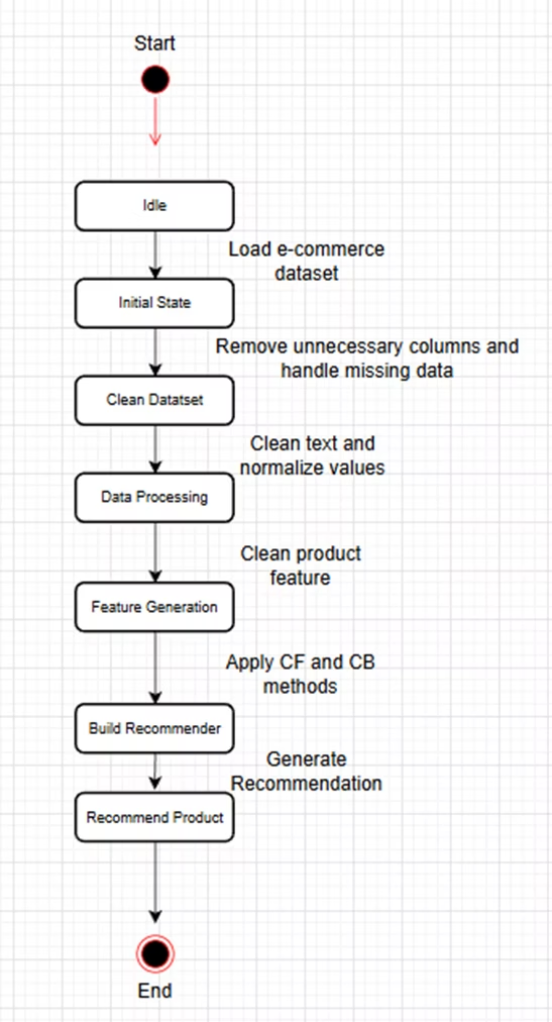 Start
Idle
Load e-commerce
dataset
Initial State
Remove unnecessary columns and
handle missing data
Clean Datatset
Clean text and
normalize values
Data Processing
Clean product
feature
Feature Generation
Apply CF and CB
methods
Build Recommender
Generate
Recommendation
Recommend Product
End